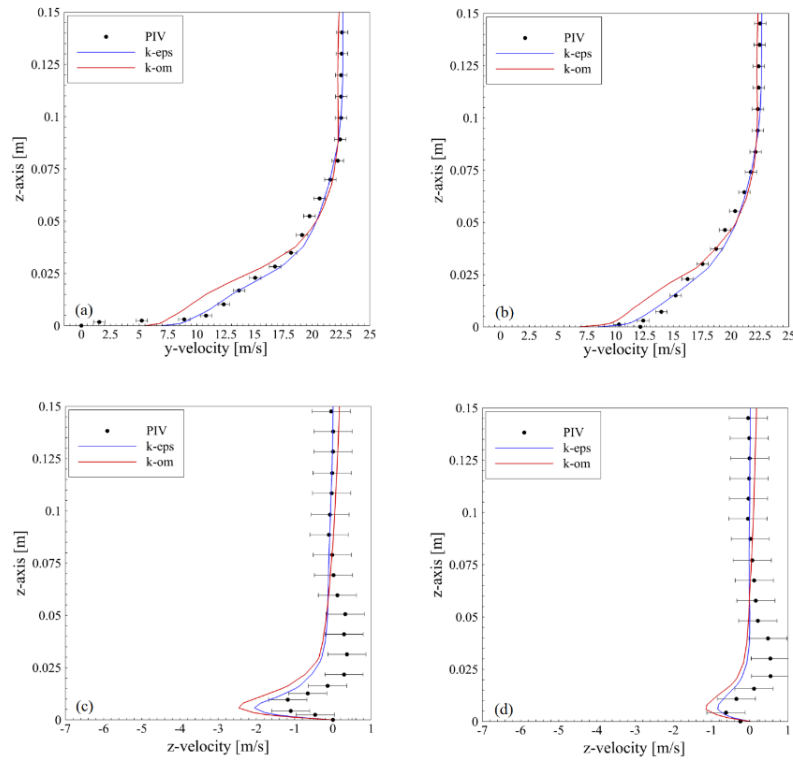 0.15
0.125
0.1
0.075
0.05
0.025
0
z-axis [m]
PIV
k-eps
k-om
(a)
0 2.5 5 7.5 10 12.5 15 17.5 20 22.5 25
y-velocity [m/s]
0.15
0.125
0.1
0.075
0.05
0.025
0
z-axis [m]
PIV
k-eps
k-om
(b)
0 2.5 5 7.5 10 12.5 15 17.5 20 22.5 25
y-velocity [m/s]
0.15
0.125
0.1
0.075
0.05
0.025
0
z-axis [m]
PIV
k-eps
k-om
(c)
-7 -6 -5 -4 -3 -2 -1 0 1
z-velocity [m/s]
0.15
0.125
0.1
0.075
0.05
0.025
0
z-axis [m]
PIV
k-eps
k-om
(d)
-7 -6 -5 -4 -3 -2 -1 0 1
z-velocity [m/s]